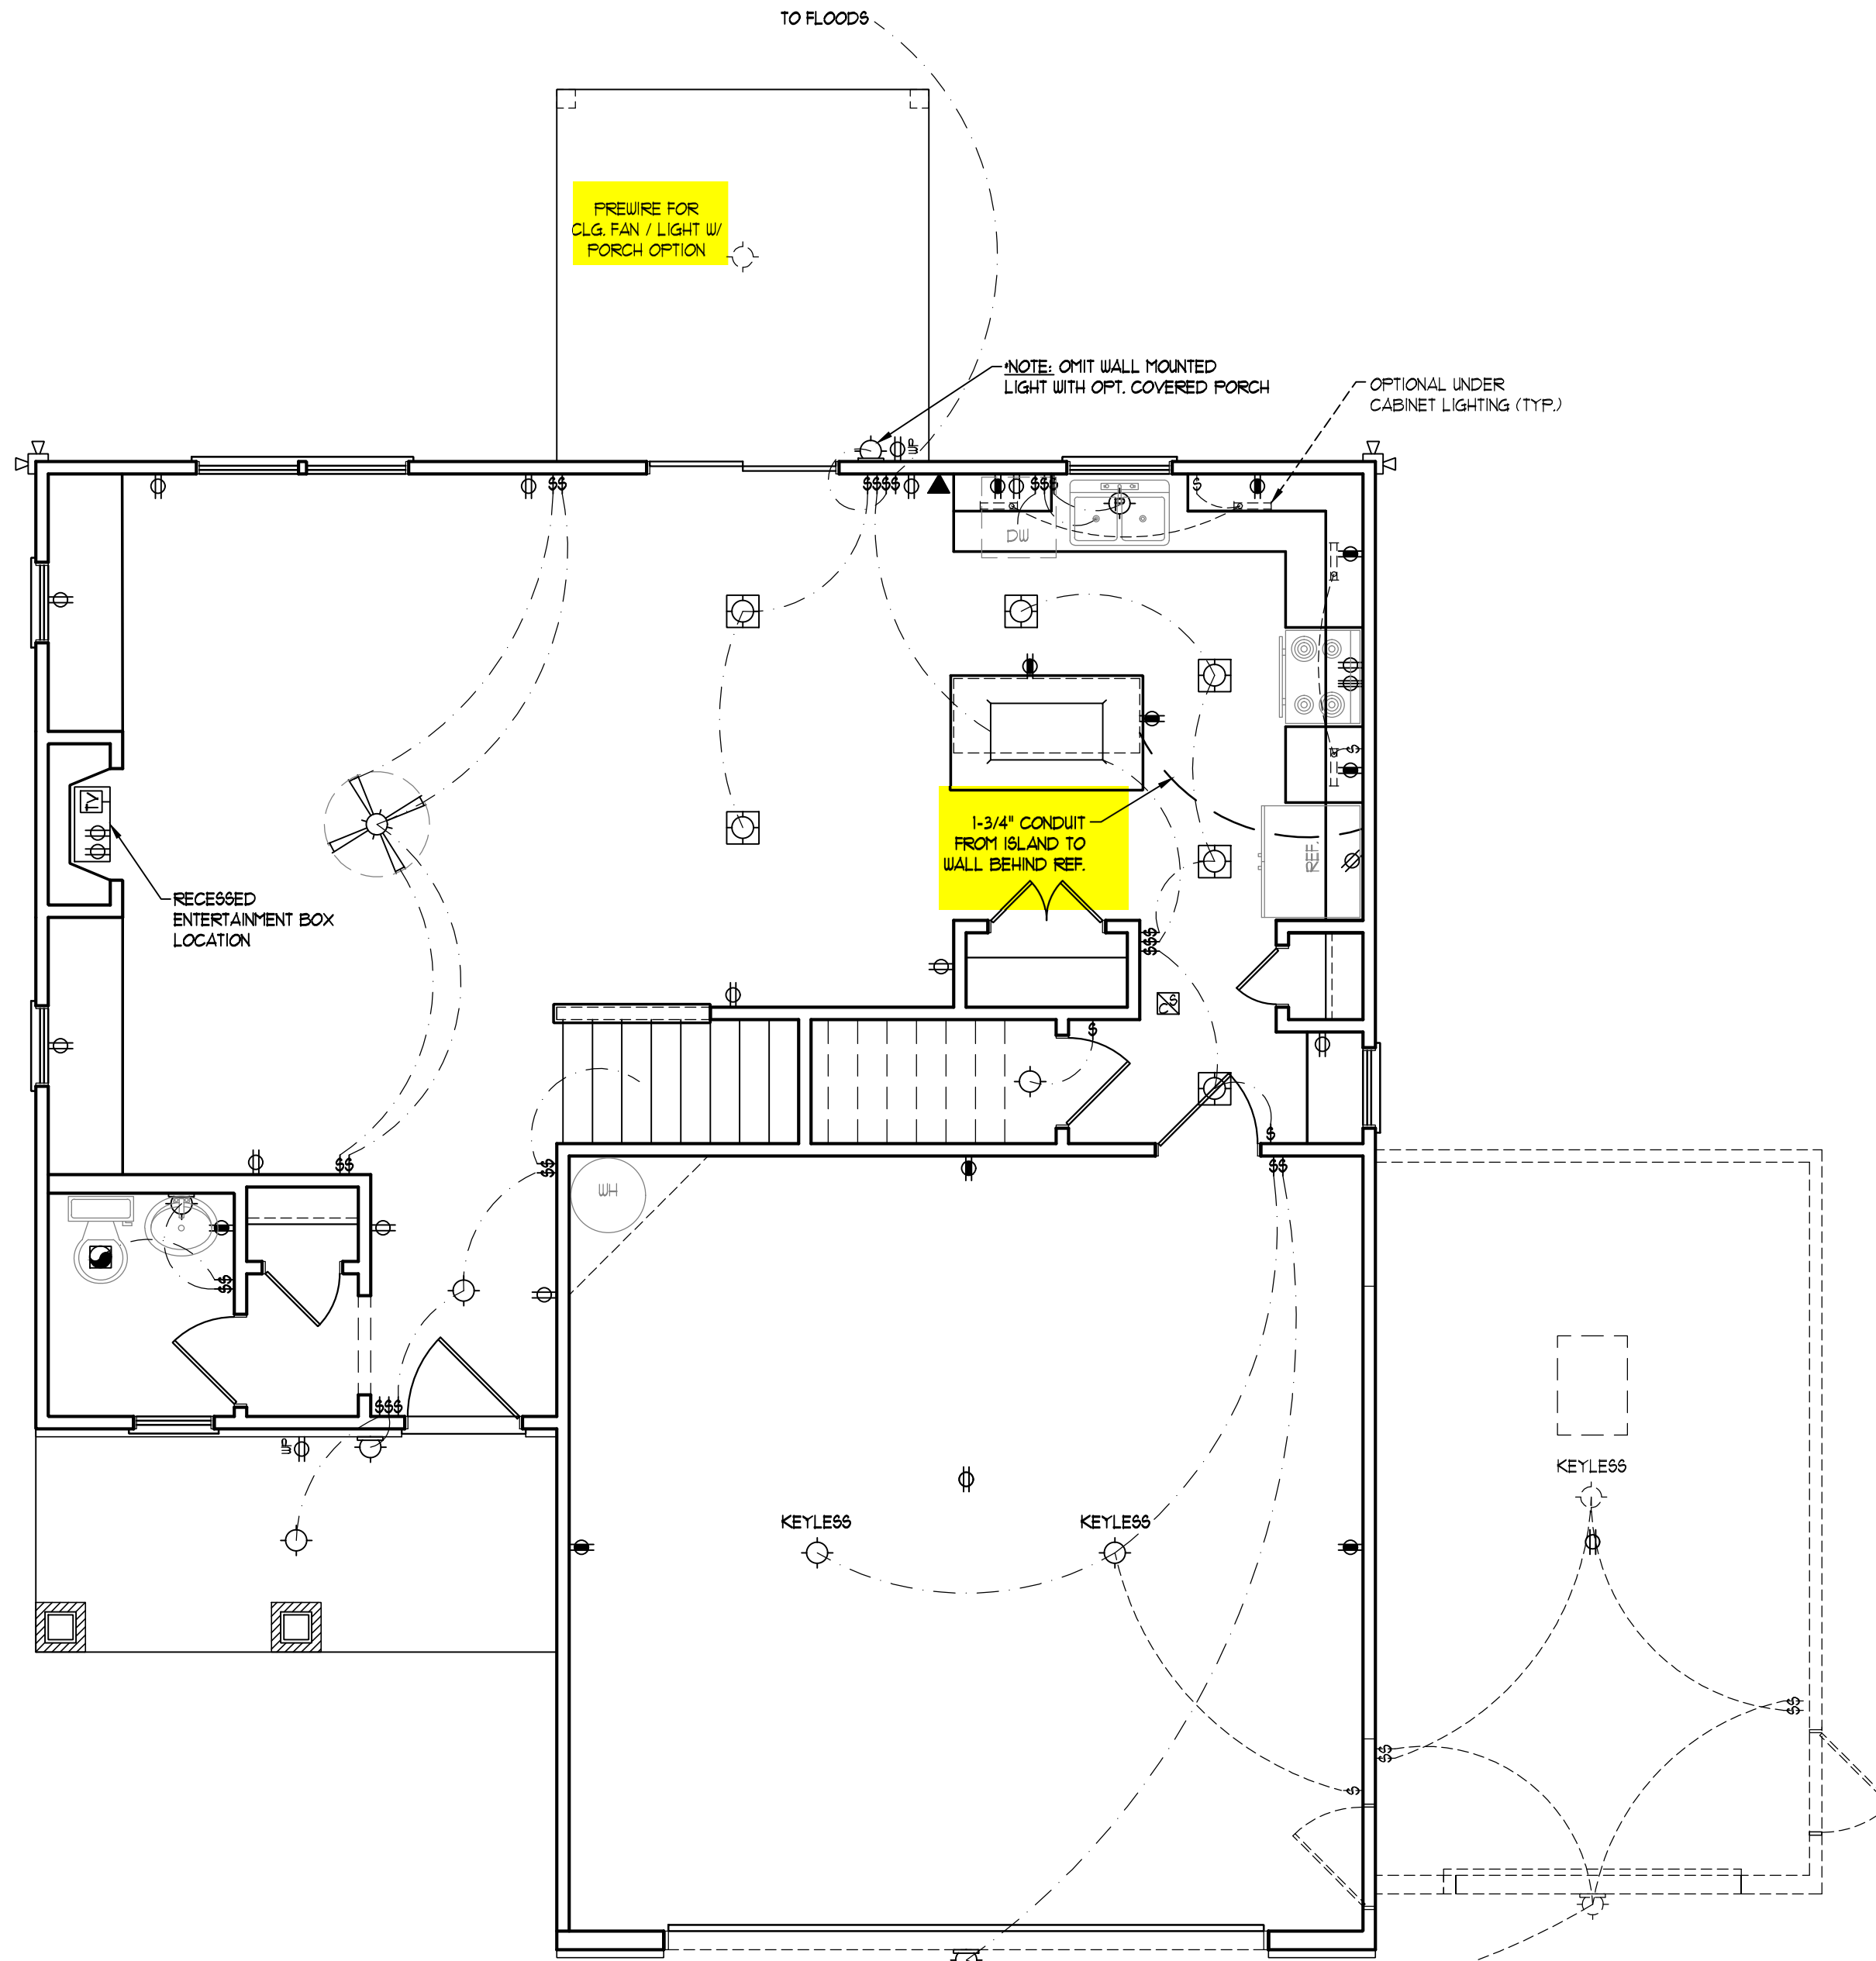 TO FLOODS
PREWIRE FOR
CLG. FAN / LIGHT W/
PORCH OPTION
*NOTE: OMIT WALL MOUNTED
LIGHT WITH OPT. COVERED PORCH
OPTIONAL UNDER
CABINET LIGHTING (TYP.)
WP
$$
$$$$
$$$
$
P
DW
$
TV
1-3/4" CONDUIT
FROM ISLAND TO
WALL BEHIND REF.
REF.
RECESSED
ENTERTAINMENT BOX
LOCATION
$$$
S
C
$
$
$$
$$
$$
WH
$$
$$$
WP
KEYLESS
KEYLESS
KEYLESS
$$
$$
$